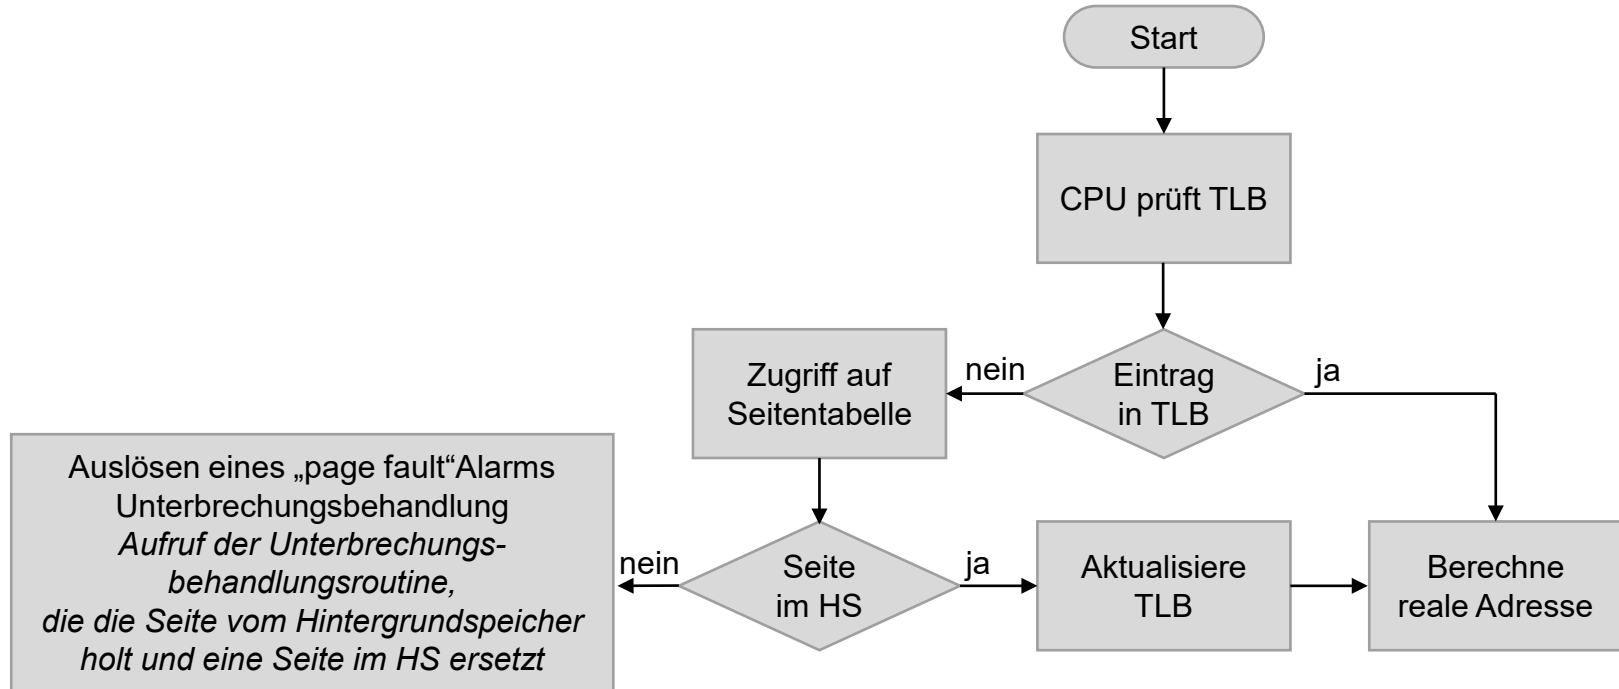 Start
CPU prüft TLB
Eintrag
in TLB
nein
ja
Zugriff auf
Seitentabelle
Seite
im HS
nein
ja
Auslösen eines „page fault“Alarms
Unterbrechungsbehandlung
Aufruf der Unterbrechungs-
behandlungsroutine,
die die Seite vom Hintergrundspeicher
holt und eine Seite im HS ersetzt
Aktualisiere
TLB
Berechne
reale Adresse